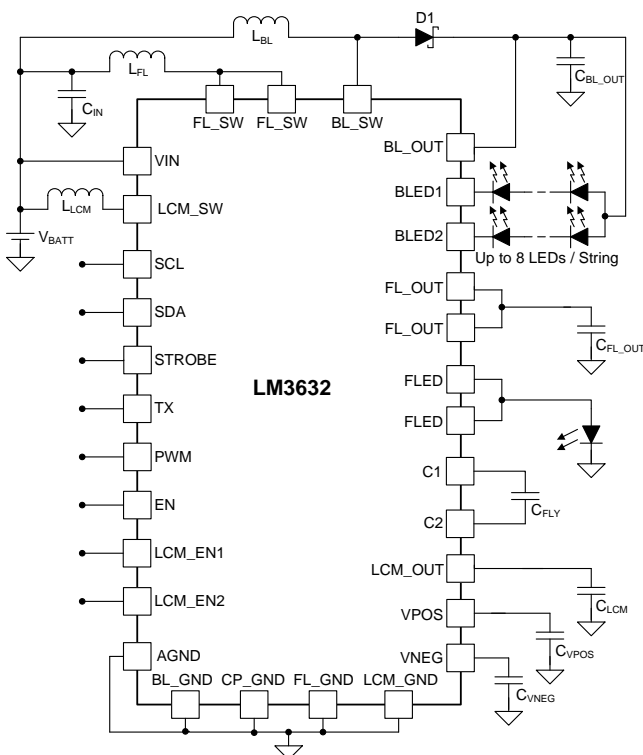 D1
L_BL
L_FL
C_BL_OUT
C_IN
FL_SW
FL_SW
BL_SW
BL_OUT
VIN
BLED1
L_LCM
LCM_SW
BLED2
V_BATT
Up to 8 LEDs / String
SCL
FL_OUT
SDA
FL_OUT
C_FL_OUT
STROBE
LM3632
FLED
TX
FLED
PWM
C1
EN
C2
C_FLY
LCM_EN1
LCM_OUT
LCM_EN2
C_LCM
VPOS
AGND
VNEG
C_VPOS
BL_GND
CP_GND
FL_GND
LCM_GND
C_VNEG